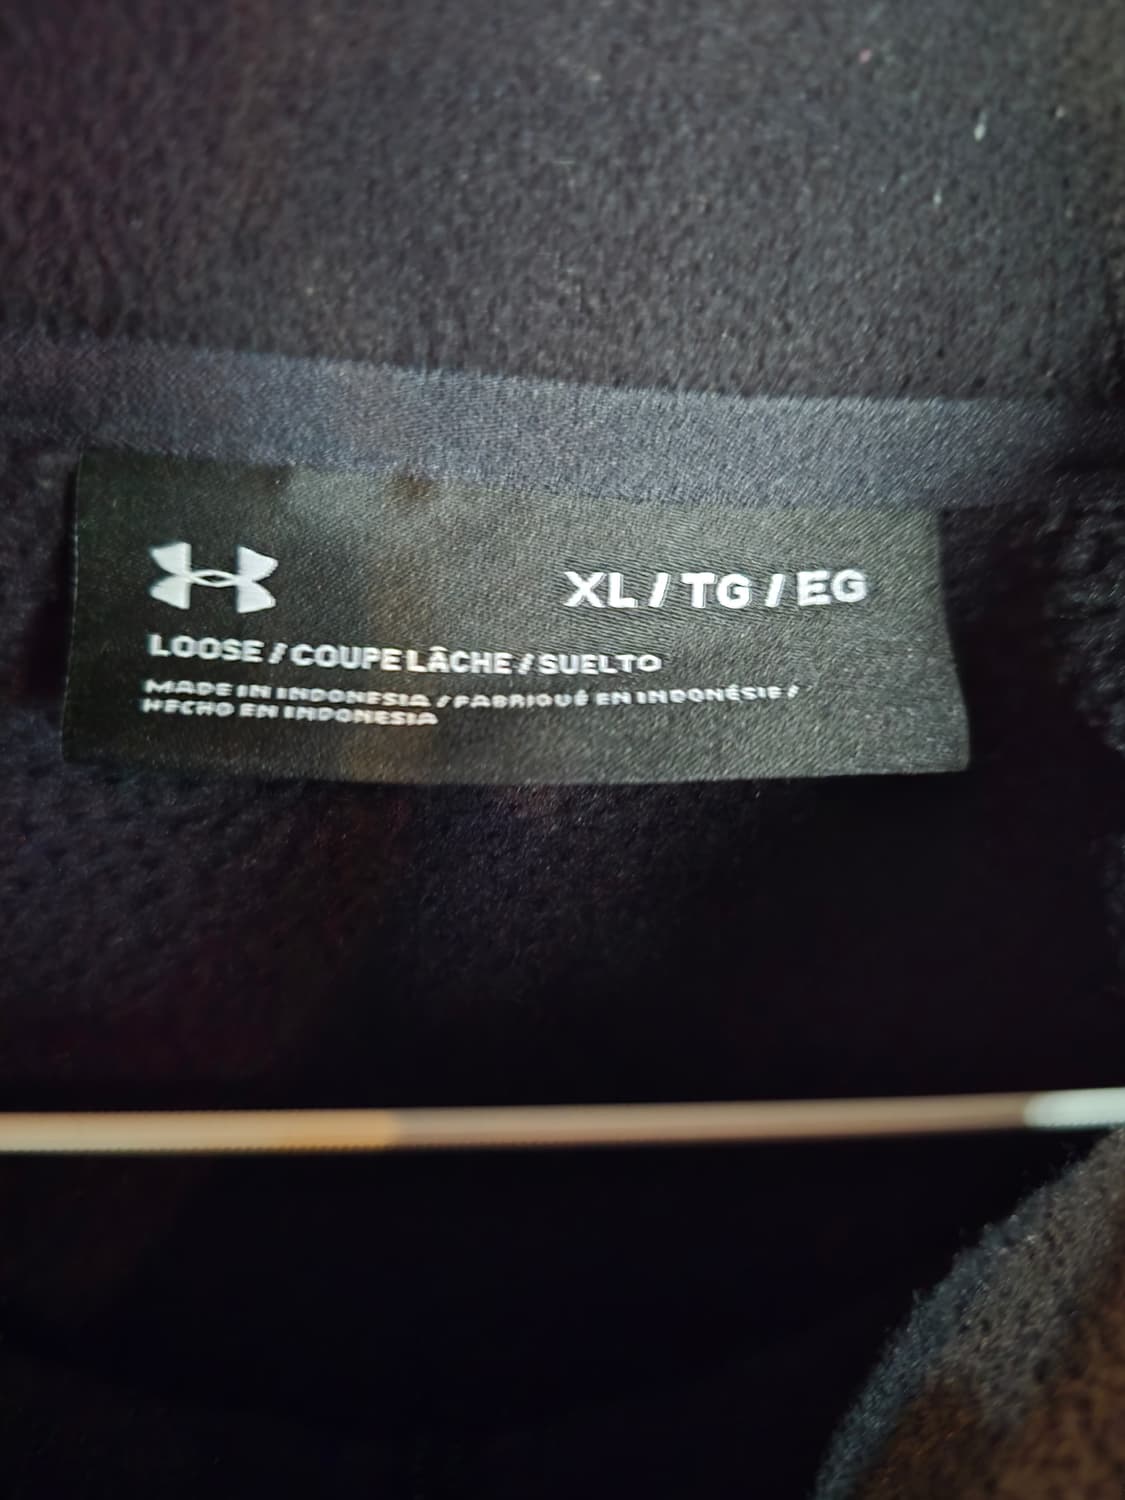 XL / TG / EG
LOOSE / COUPE LÂCHE / SUELTO
MADE IN INDONESIA / FABRIQUÉ EN INDONÉSIE /
HECHO EN INDONESIA